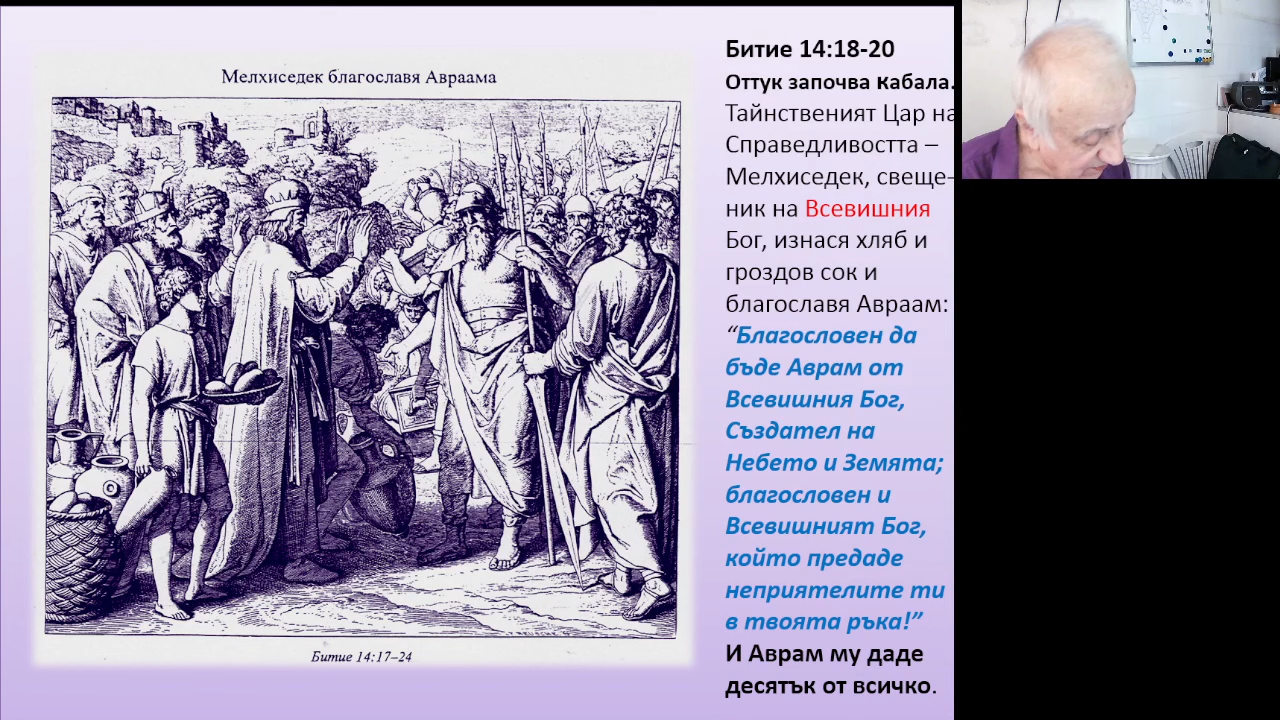 Мелхиседек благославя Авраама
Битие 14:17–24
Битие 14:18-20
Оттук започва Кабала.
Тайнственият Цар на
Справедливостта –
Мелхиседек, свеще-
ник на Всевишния
Бог, изнася хляб и
гроздов сок и
благославя Авраам:
“Благословен да
бъде Аврам от
Всевишния Бог,
Създател на
Небето и Земята;
благословен и
Всевишният Бог,
който предаде
неприятелите ти
в твоята ръка!”
И Аврам му даде
десятък от всичко.